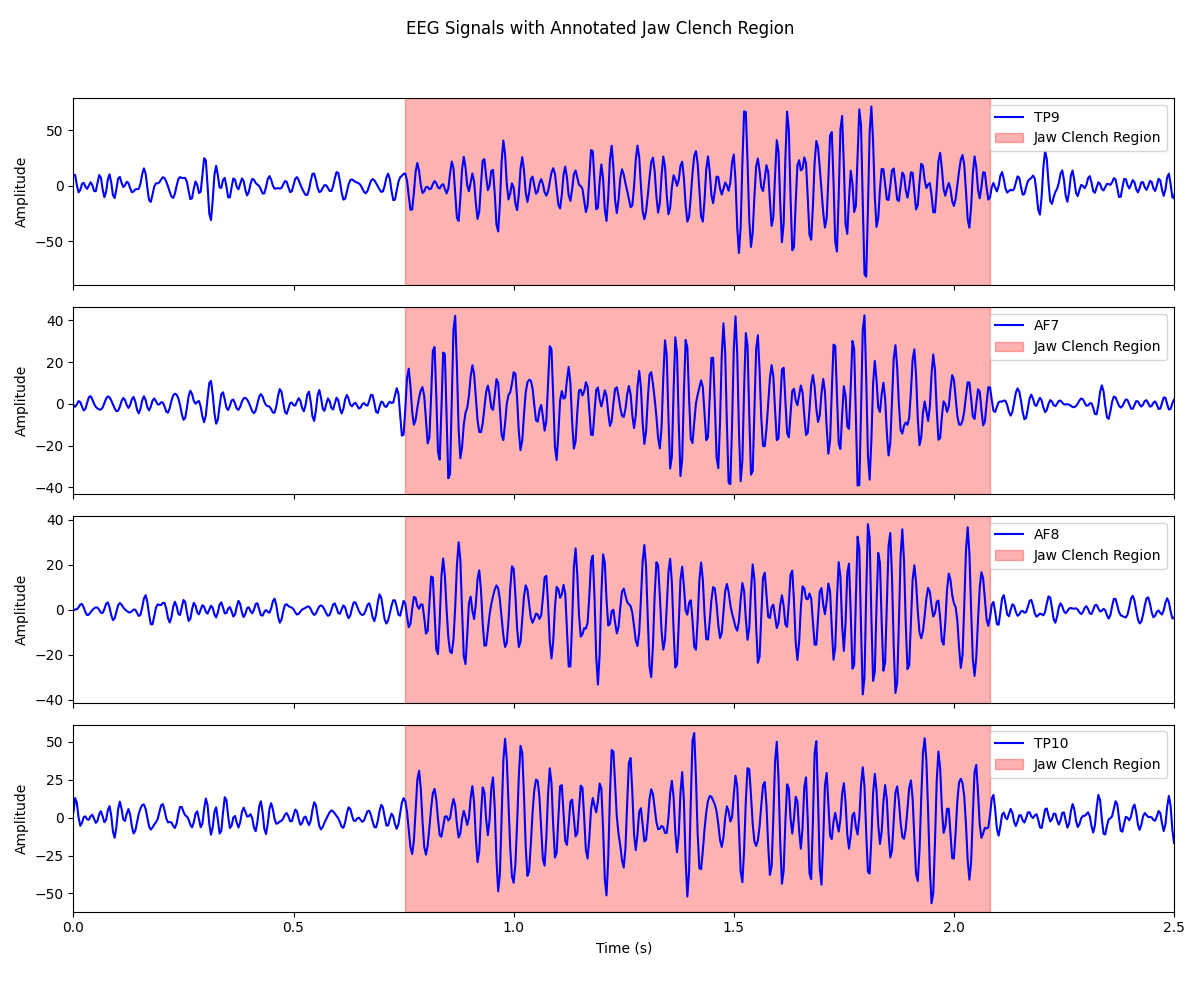 EEG Signals with Annotated Jaw Clench Region
50
0
−50
Amplitude
TP9
Jaw Clench Region
40
20
0
−20
−40
Amplitude
AF7
Jaw Clench Region
40
20
0
−20
−40
Amplitude
AF8
Jaw Clench Region
50
25
0
−25
−50
Amplitude
TP10
Jaw Clench Region
0.0 0.5 1.0 1.5 2.0 2.5
Time (s)